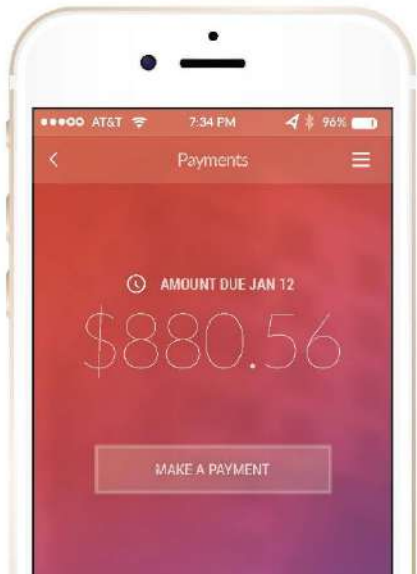 AT&T 7:34 PM 96%
Payments
AMOUNT DUE JAN 12
$880.56
MAKE A PAYMENT